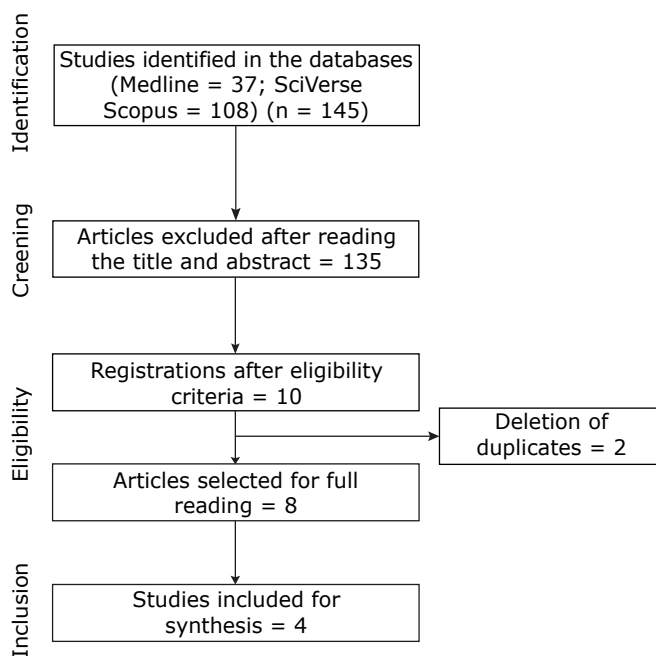 Identification
Studies identified in the databases
(Medline = 37; SciVerse
Scopus = 108) (n = 145)
Creening
Articles excluded after reading
the title and abstract = 135
Eligibility
Registrations after eligibility
criteria = 10
Deletion of
duplicates = 2
Articles selected for full
reading = 8
Inclusion
Studies included for
synthesis = 4